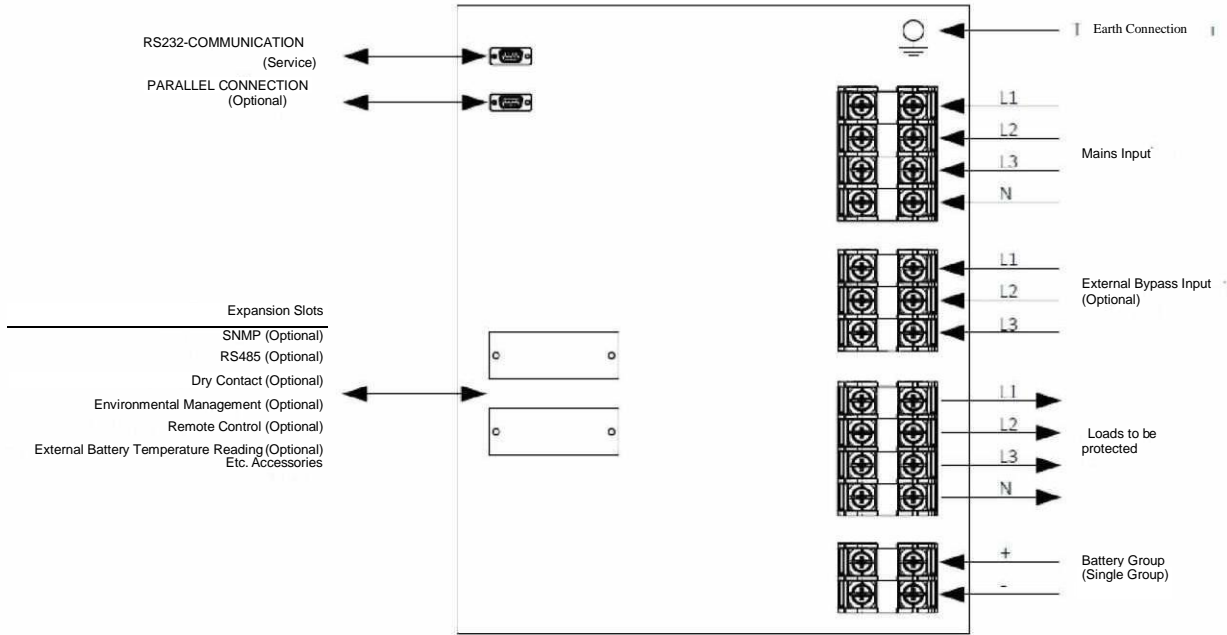 RS232-COMMUNICATION
(Service)
PARALLEL CONNECTION
(Optional)
Expansion Slots
SNMP (Optional)
RS485 (Optional)
Dry Contact (Optional)
Environmental Management (Optional)
Remote Control (Optional)
External Battery Temperature Reading (Optional)
Etc. Accessories
Earth Connection
L1
L2
L3
N
Mains Input
L1
L2
L3
External Bypass Input
(Optional)
L1
L2
L3
N
Loads to be
protected
+
-
Battery Group
(Single Group)